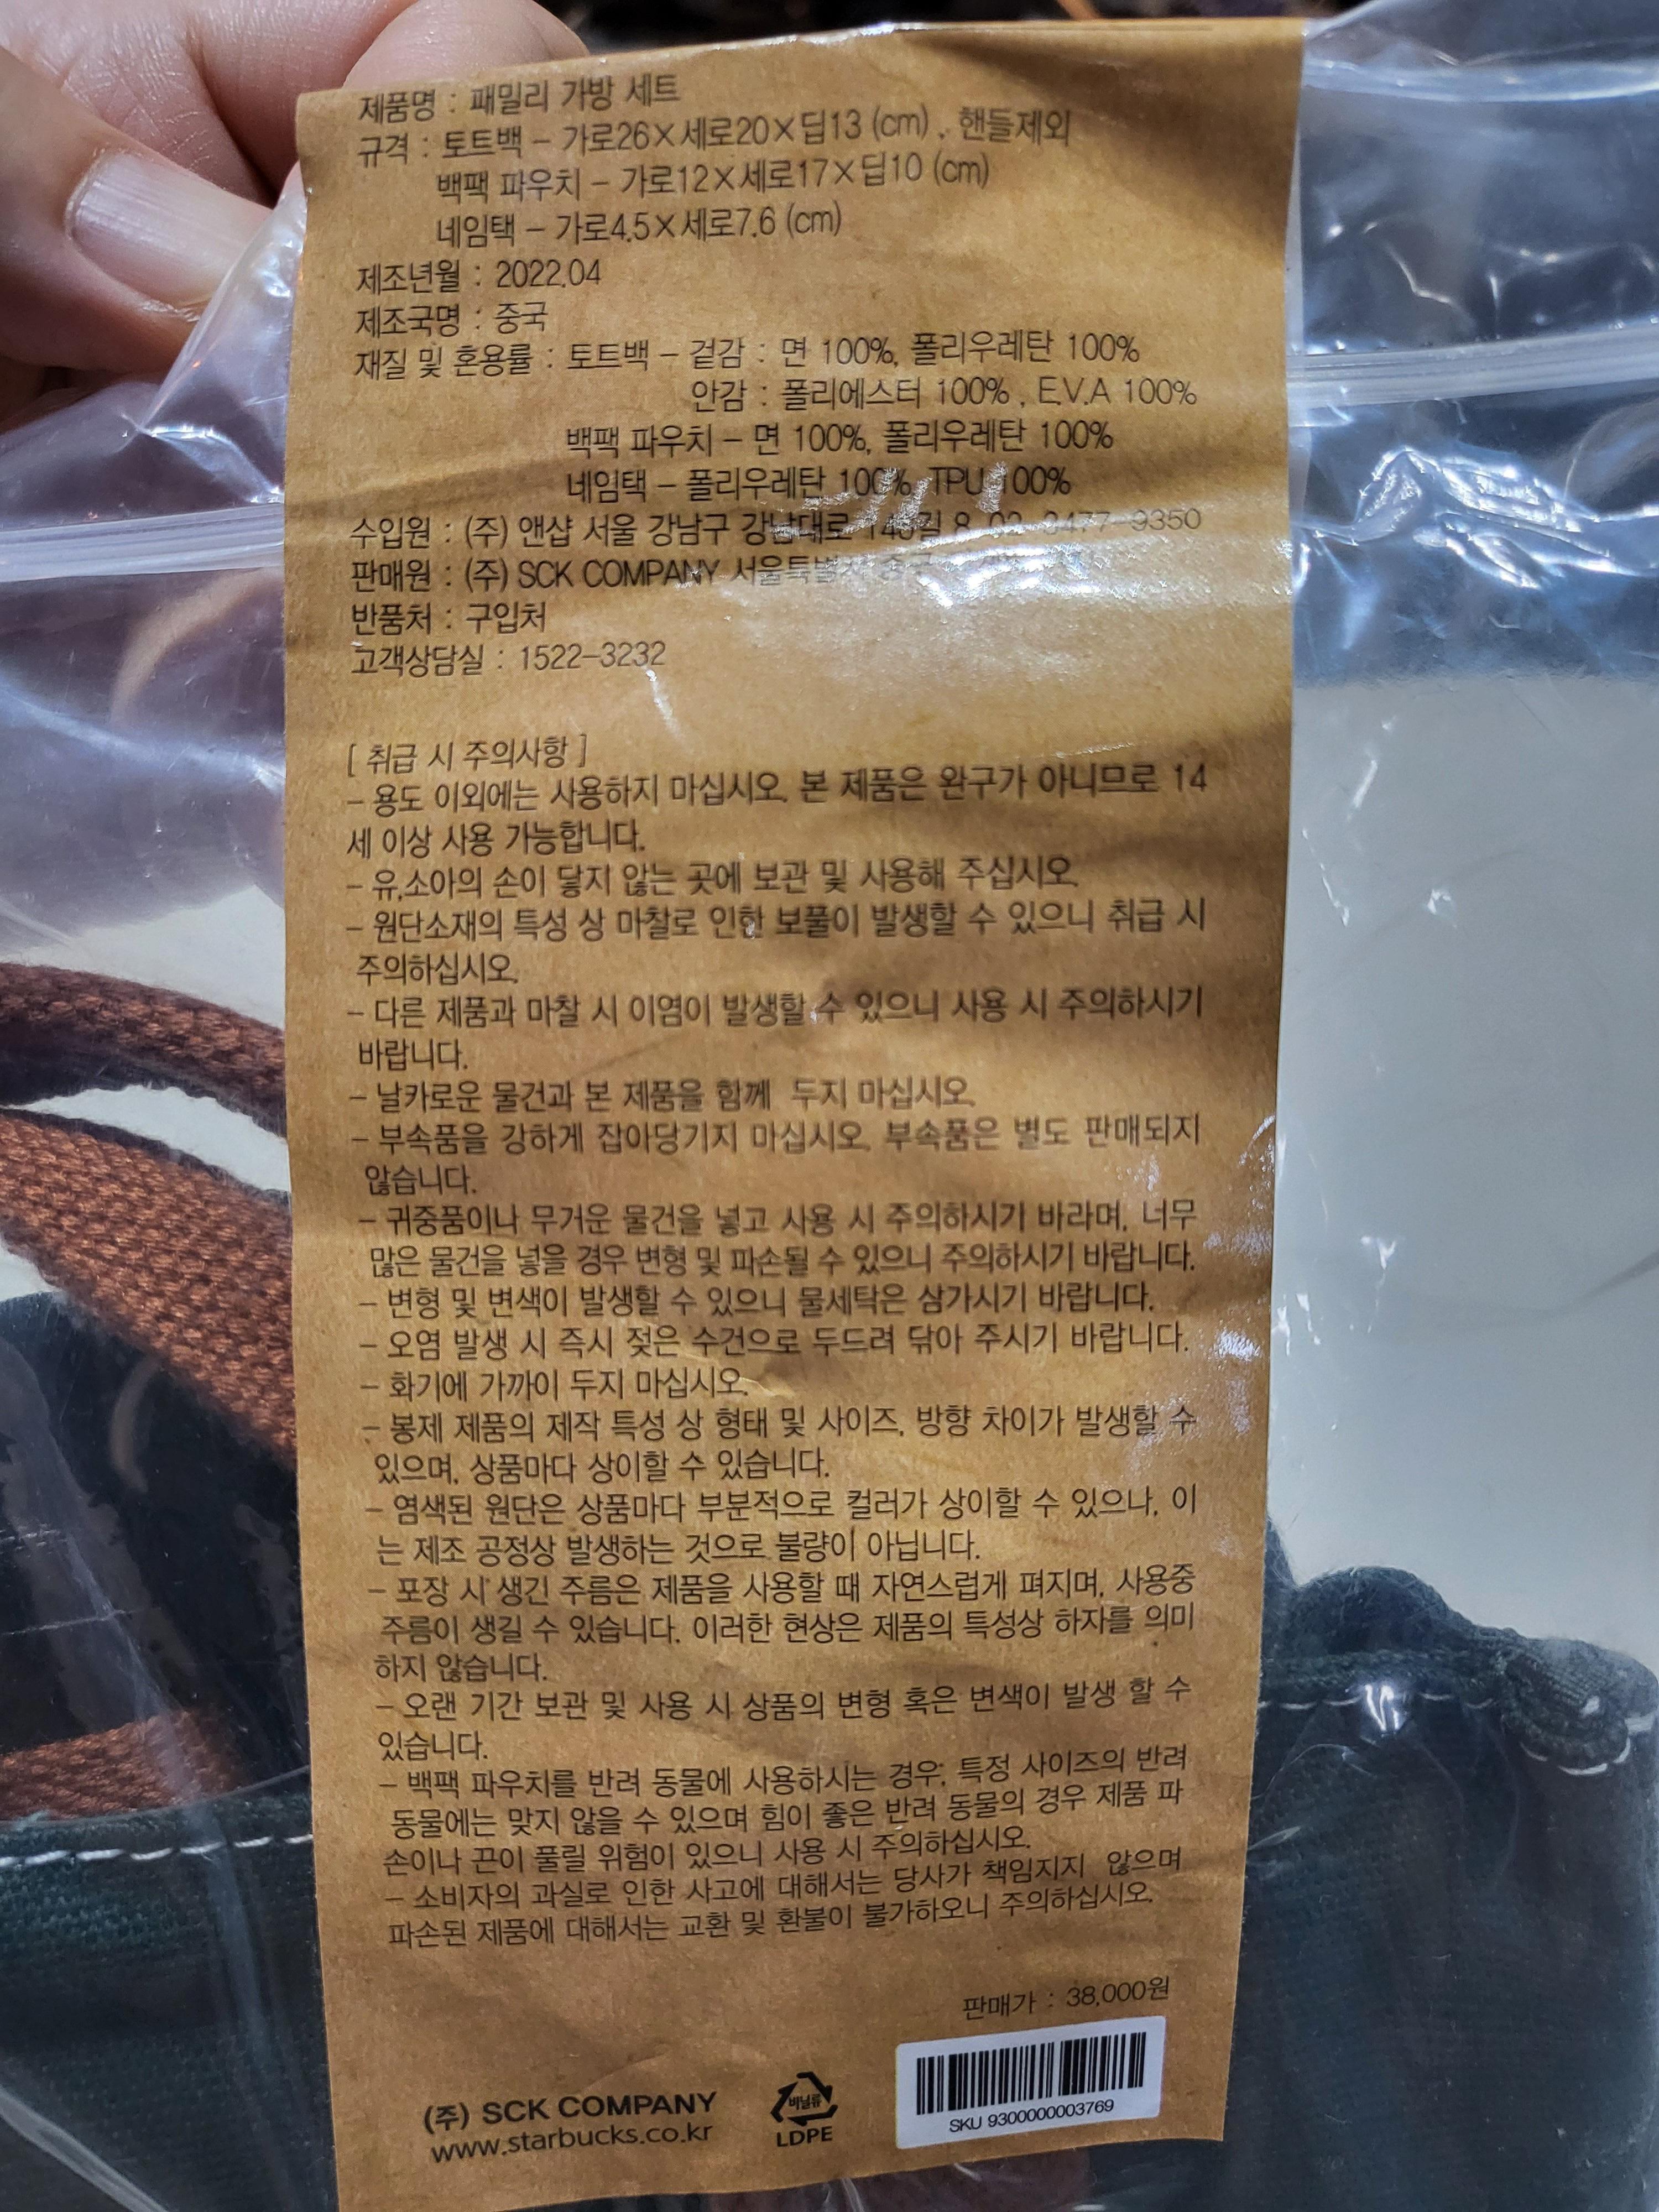 제품명 : 패밀리 가방 세트
규격 : 토트백 – 가로26×세로20×딥13 (cm) , 핸들제외
백팩 파우치 – 가로12×세로17×딥10 (cm)
네임택 – 가로4.5×세로7.6 (cm)
제조년월 : 2022.04
제조국명 : 중국
재질 및 혼용률 : 토트백 – 겉감 : 면 100%, 폴리우레탄 100%
안감 : 폴리에스터 100% , E.V.A 100%
백팩 파우치 – 면 100%, 폴리우레탄 100%
네임택 – 폴리우레탄 100%, TPU 100%
수입원 : (주) 앤샵 서울 강남구 강남대로 8 02-3477-9350
판매원 : (주) SCK COMPANY 서울특별시
반품처 : 구입처
고객상담실 : 1522-3232
[ 취급 시 주의사항 ]
– 용도 이외에는 사용하지 마십시오. 본 제품은 완구가 아니므로 14
세 이상 사용 가능합니다.
– 유,소아의 손이 닿지 않는 곳에 보관 및 사용해 주십시오.
– 원단소재의 특성 상 마찰로 인한 보풀이 발생할 수 있으니 취급 시
주의하십시오.
– 다른 제품과 마찰 시 이염이 발생할 수 있으니 사용 시 주의하시기
바랍니다.
– 날카로운 물건과 본 제품을 함께 두지 마십시오.
– 부속품을 강하게 잡아당기지 마십시오. 부속품은 별도 판매되지
않습니다.
– 귀중품이나 무거운 물건을 넣고 사용 시 주의하시기 바라며, 너무
많은 물건을 넣을 경우 변형 및 파손될 수 있으니 주의하시기 바랍니다.
– 변형 및 변색이 발생할 수 있으니 물세탁은 삼가시기 바랍니다.
– 오염 발생 시 즉시 젖은 수건으로 두드려 닦아 주시기 바랍니다.
– 화기에 가까이 두지 마십시오.
– 봉제 제품의 제작 특성 상 형태 및 사이즈, 방향 차이가 발생할 수
있으며, 상품마다 상이할 수 있습니다.
– 염색된 원단은 상품마다 부분적으로 컬러가 상이할 수 있으나, 이
는 제조 공정상 발생하는 것으로 불량이 아닙니다.
– 포장 시 생긴 주름은 제품을 사용할 때 자연스럽게 펴지며, 사용중
주름이 생길 수 있습니다. 이러한 현상은 제품의 특성상 하자를 의미
하지 않습니다.
– 오랜 기간 보관 및 사용 시 상품의 변형 혹은 변색이 발생 할 수
있습니다.
– 백팩 파우치를 반려 동물에 사용하시는 경우, 특정 사이즈의 반려
동물에는 맞지 않을 수 있으며 힘이 좋은 반려 동물의 경우 제품 파
손이나 끈이 풀릴 위험이 있으니 사용 시 주의하십시오.
– 소비자의 과실로 인한 사고에 대해서는 당사가 책임지지 않으며
파손된 제품에 대해서는 교환 및 환불이 불가하오니 주의하십시오.
판매가 : 38,000원
(주) SCK COMPANY
www.starbucks.co.kr
비닐류
LDPE
SKU 9300000003769